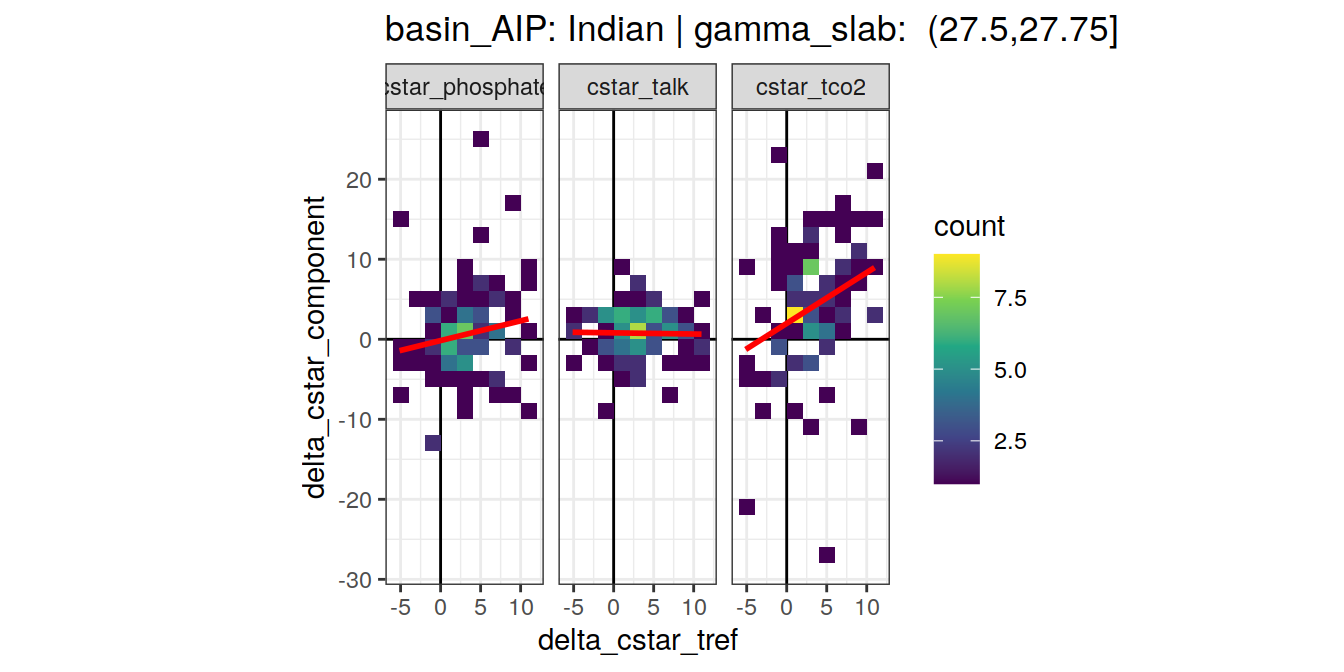 basin_AIP: Indian | gamma_slab:  (27.5,27.75]
cstar_phosphate
cstar_talk
cstar_tco2
delta_cstar_component
20
10
0
-10
-20
-30
-5 0 5 10
-5 0 5 10
-5 0 5 10
delta_cstar_tref
count
7.5
5.0
2.5